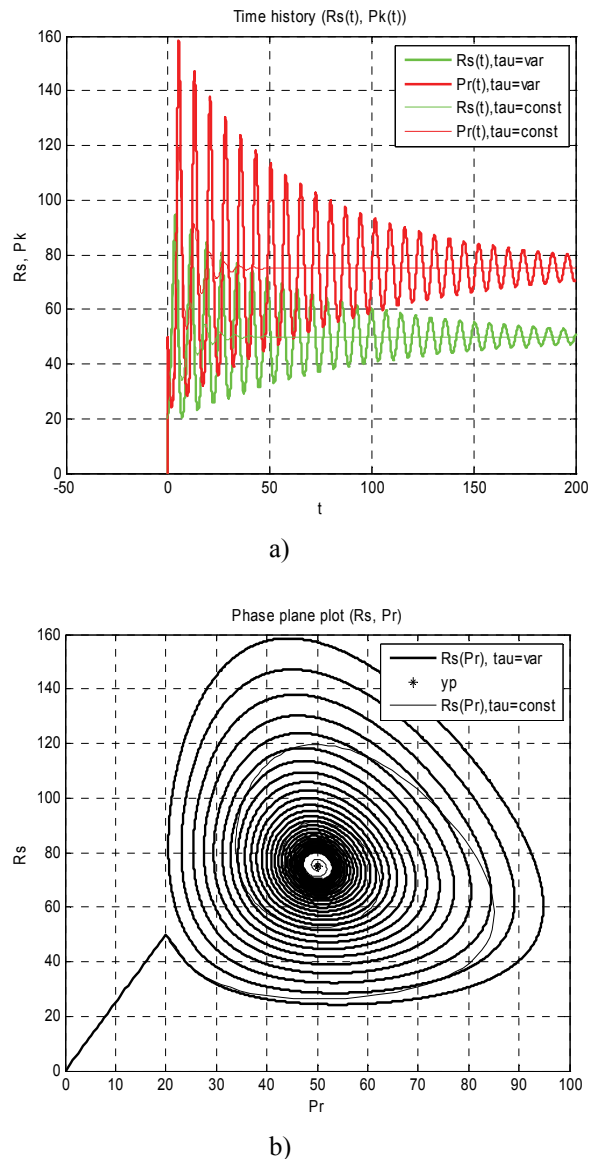 Time history (Rs(t), Pk(t))
Rs(t),tau=var
Pr(t),tau=var
Rs(t),tau=const
Pr(t),tau=const
Rs, Pk
160
140
120
100
80
60
40
20
0
-50 0 50 100 150 200
t
a)
Phase plane plot (Rs, Pr)
Rs(Pr), tau=var
yp
Rs(Pr),tau=const
Rs
160
140
120
100
80
60
40
20
0
0 10 20 30 40 50 60 70 80 90 100
Pr
b)